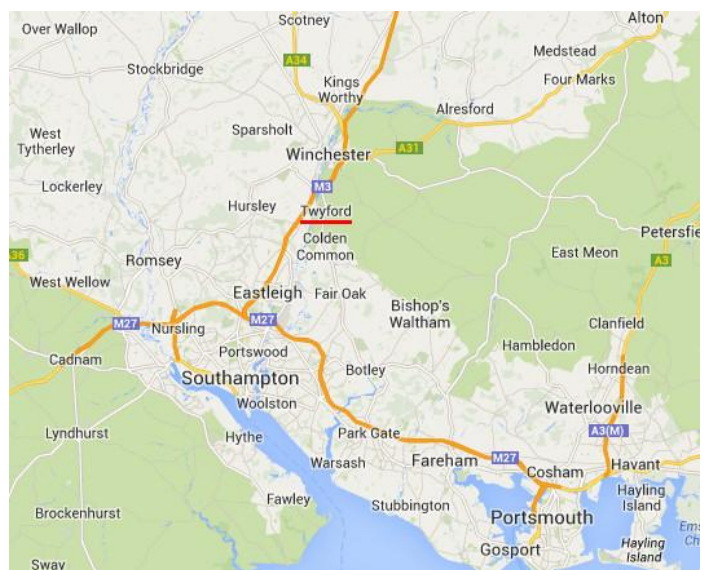 Over Wallop
Scotney
Alton
A34
Medstead
Stockbridge
Kings
Worthy
Four Marks
Alresford
West
Tytherley
Sparsholt
A31
Winchester
Lockerley
M3
Hursley
Twyford
Petersfie
Colden
Common
East Meon
A3
A36
Romsey
West Wellow
Eastleigh
Fair Oak
Bishop's
Waltham
M27
Nursling
M27
Clanfield
Hambledon
Cadnam
Portswood
Botley
Horndean
Southampton
Woolston
Waterlooville
Lyndhurst
Hythe
Park Gate
A3(M)
Warsash
Fareham
M27
Cosham
Havant
Fawley
Stubbington
Hayling
Island
Brockenhurst
Portsmouth
Ems
Ch
Gosport
Hayling
Island
Sway